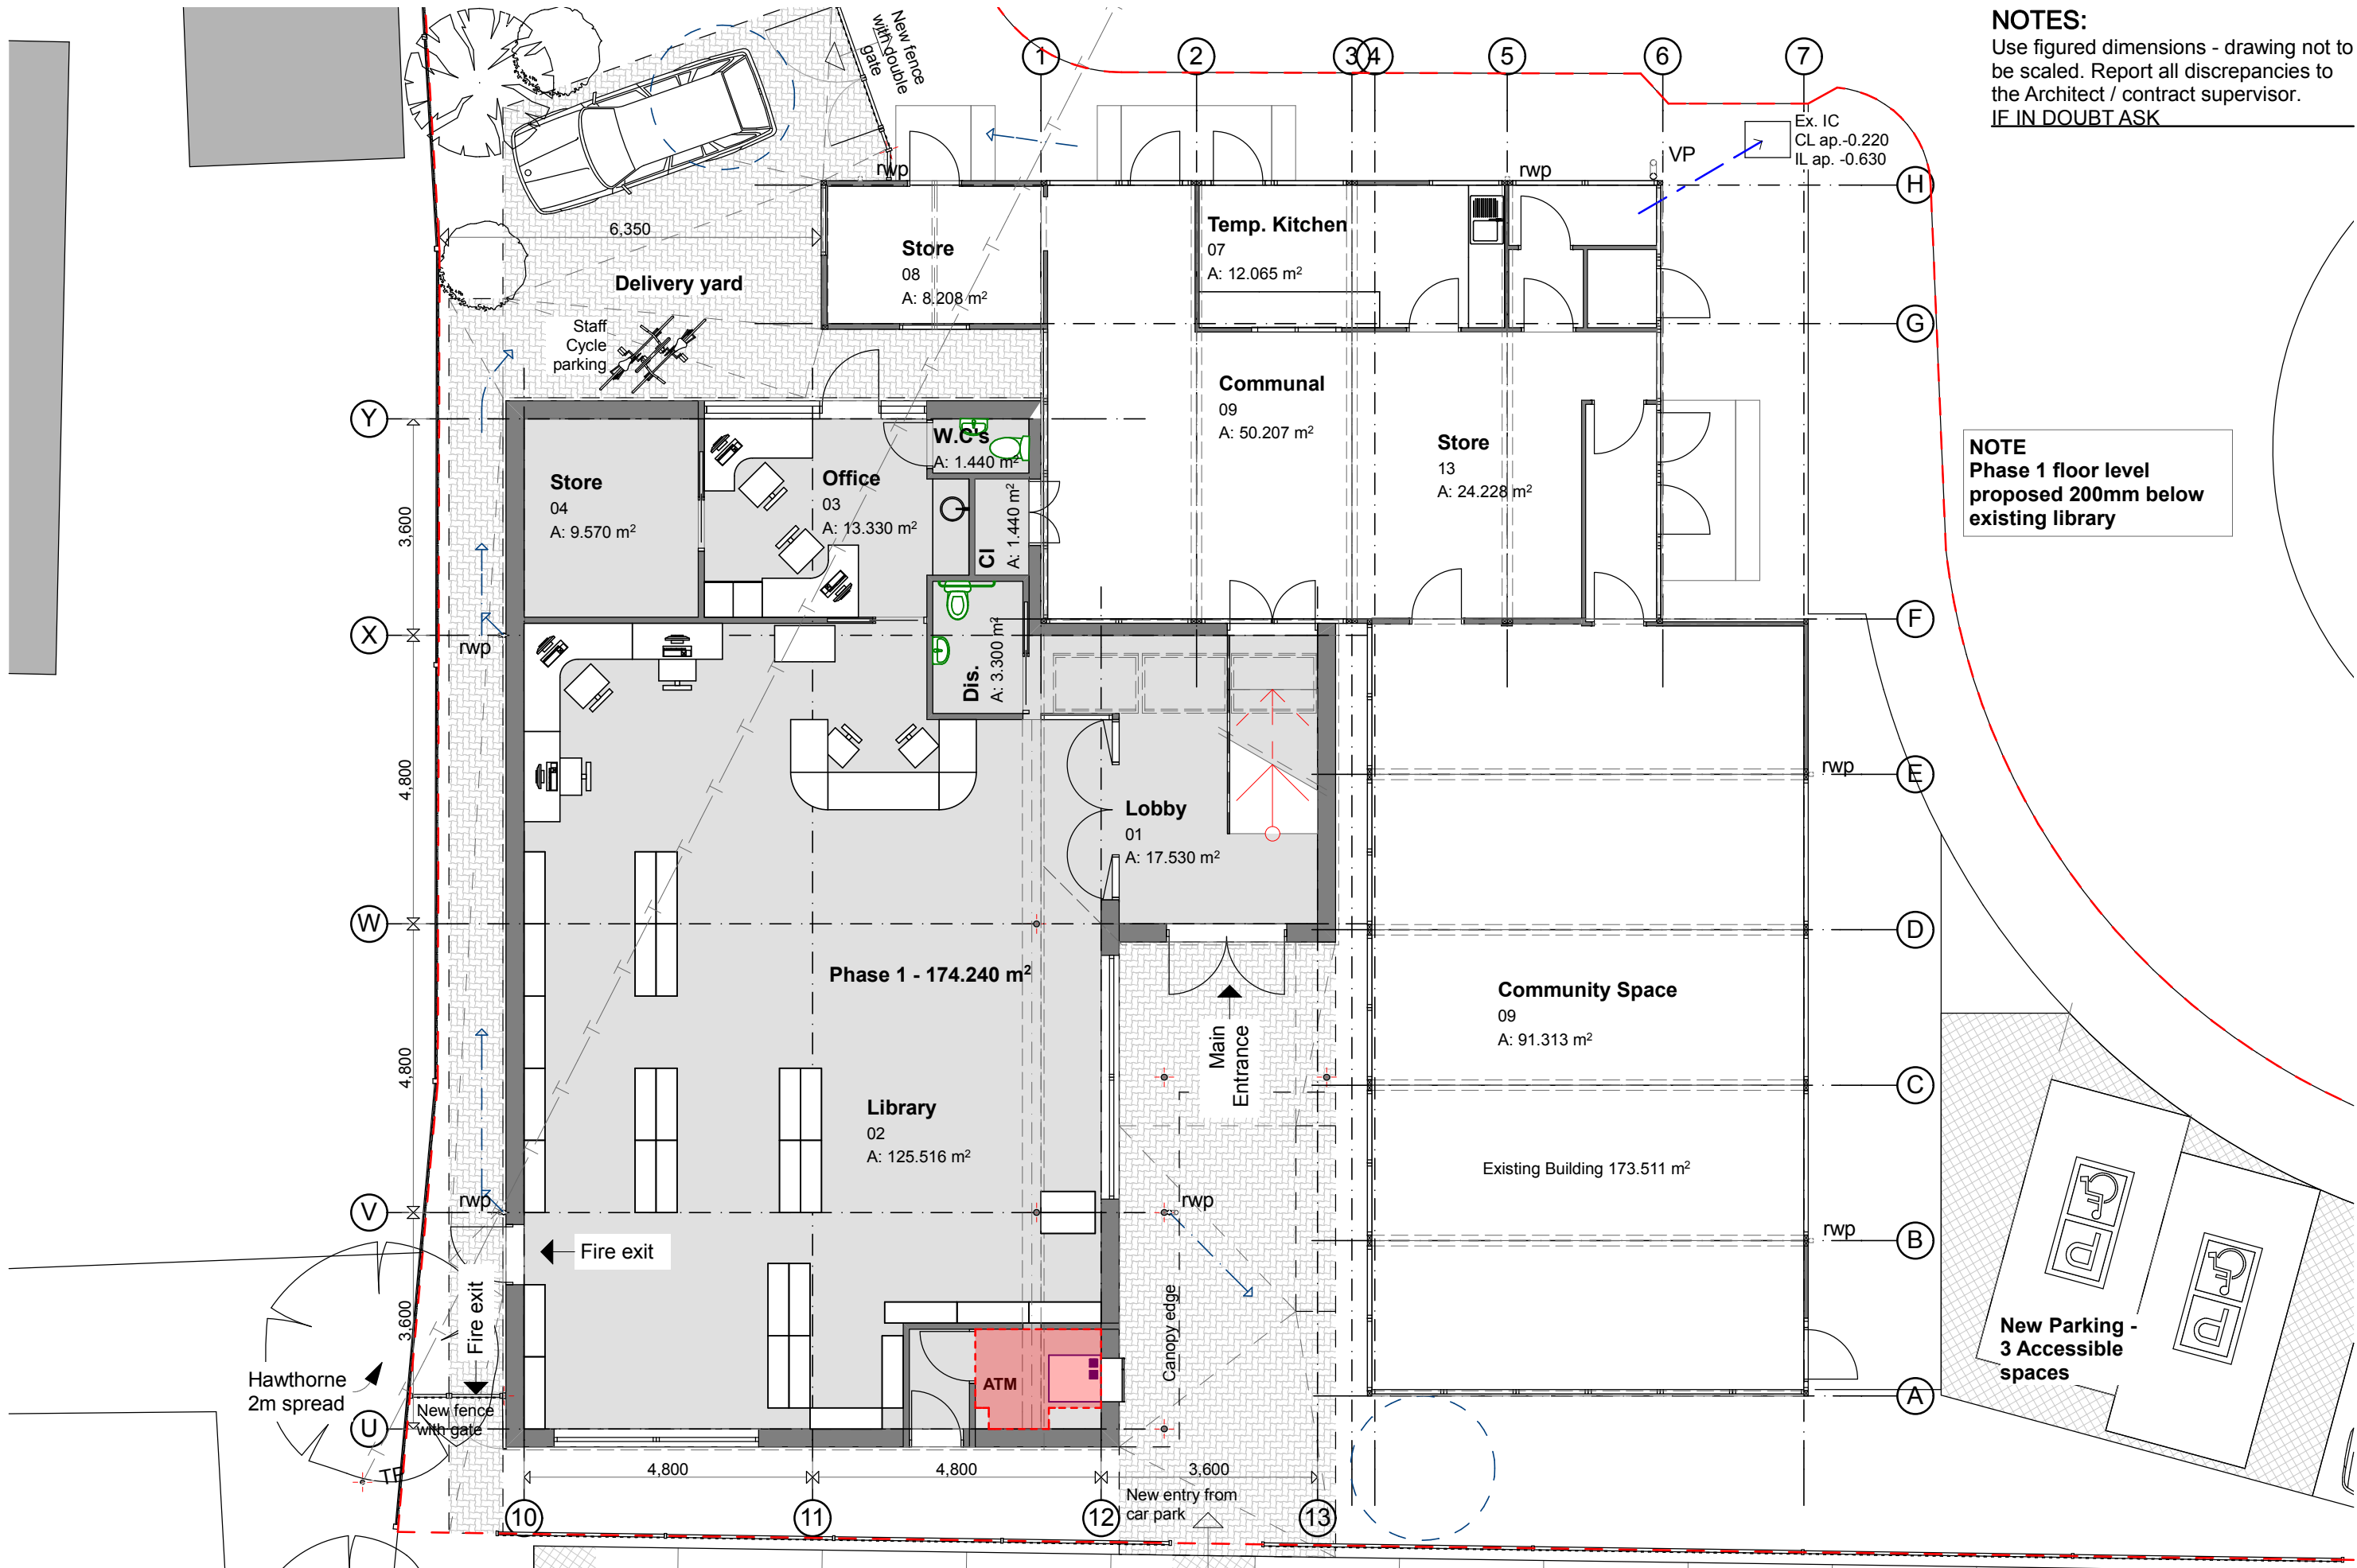 NOTES:
Use figured dimensions - drawing not to
be scaled. Report all discrepancies to
the Architect / contract supervisor.
IF IN DOUBT ASK
New fence
with double
gate
1
2
3
4
5
6
7
Ex. IC
CL ap.-0.220
IL ap. -0.630
VP
rwp
rwp
H
6,350
Store
08
A: 8.208 m²
Temp. Kitchen
07
A: 12.065 m²
Delivery yard
G
Staff
Cycle
parking
Communal
09
A: 50.207 m²
Y
W.C's
A: 1.440 m²
Store
13
A: 24.228 m²
NOTE
Phase 1 floor level
proposed 200mm below
existing library
Store
04
A: 9.570 m²
Office
03
A: 13.330 m²
Cl
A: 1.440 m²
3,600
X
rwp
Dis.
A: 3.300 m²
F
4,800
Lobby
01
A: 17.530 m²
rwp
E
W
D
Phase 1 - 174.240 m²
Community Space
09
A: 91.313 m²
Main
Entrance
4,800
C
Library
02
A: 125.516 m²
Existing Building 173.511 m²
rwp
V
rwp
rwp
B
Fire exit
Fire exit
Canopy edge
3,600
New Parking -
3 Accessible
spaces
Hawthorne
2m spread
ATM
A
New fence
with gate
U
TP
4,800
4,800
3,600
New entry from
car park
10
11
12
13